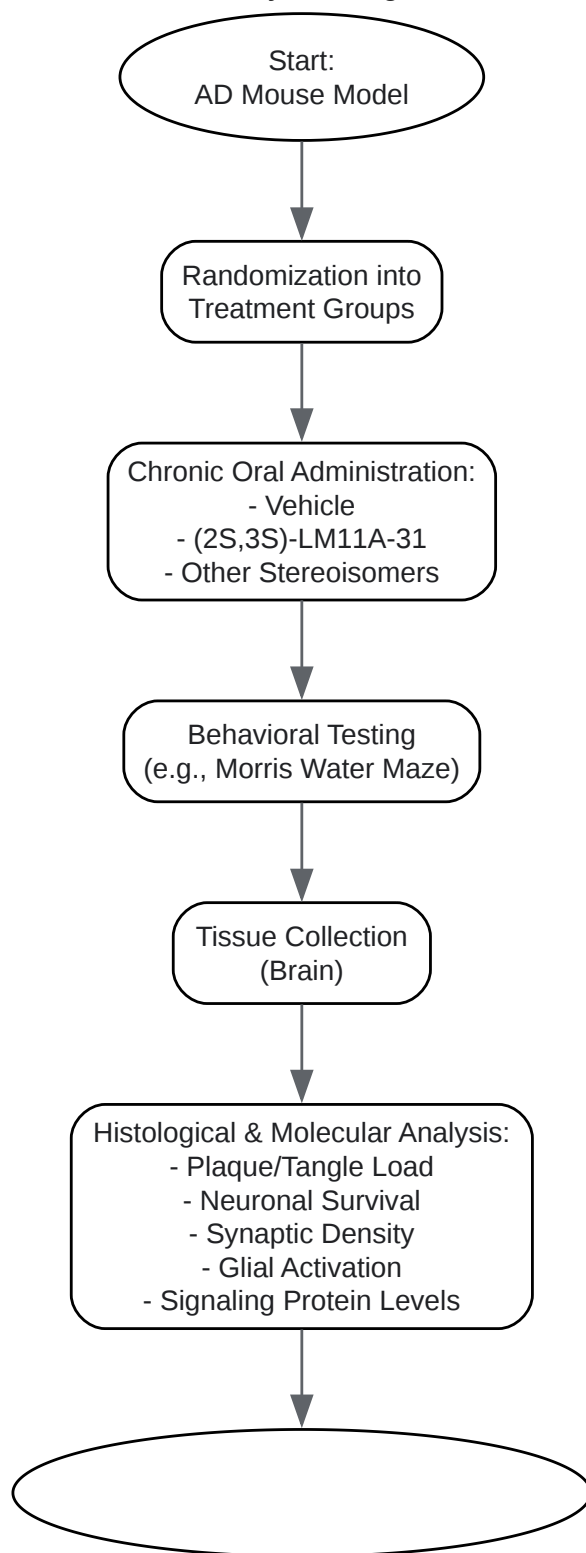 Start:
AD Mouse Model
Randomization into
Treatment Groups
Chronic Oral Administration:
- Vehicle
- (2S,3S)-LM11A-31
- Other Stereoisomers
Behavioral Testing
(e.g., Morris Water Maze)
Tissue Collection
(Brain)
Histological & Molecular Analysis:
- Plaque/Tangle Load
- Neuronal Survival
- Synaptic Density
- Glial Activation
- Signaling Protein Levels